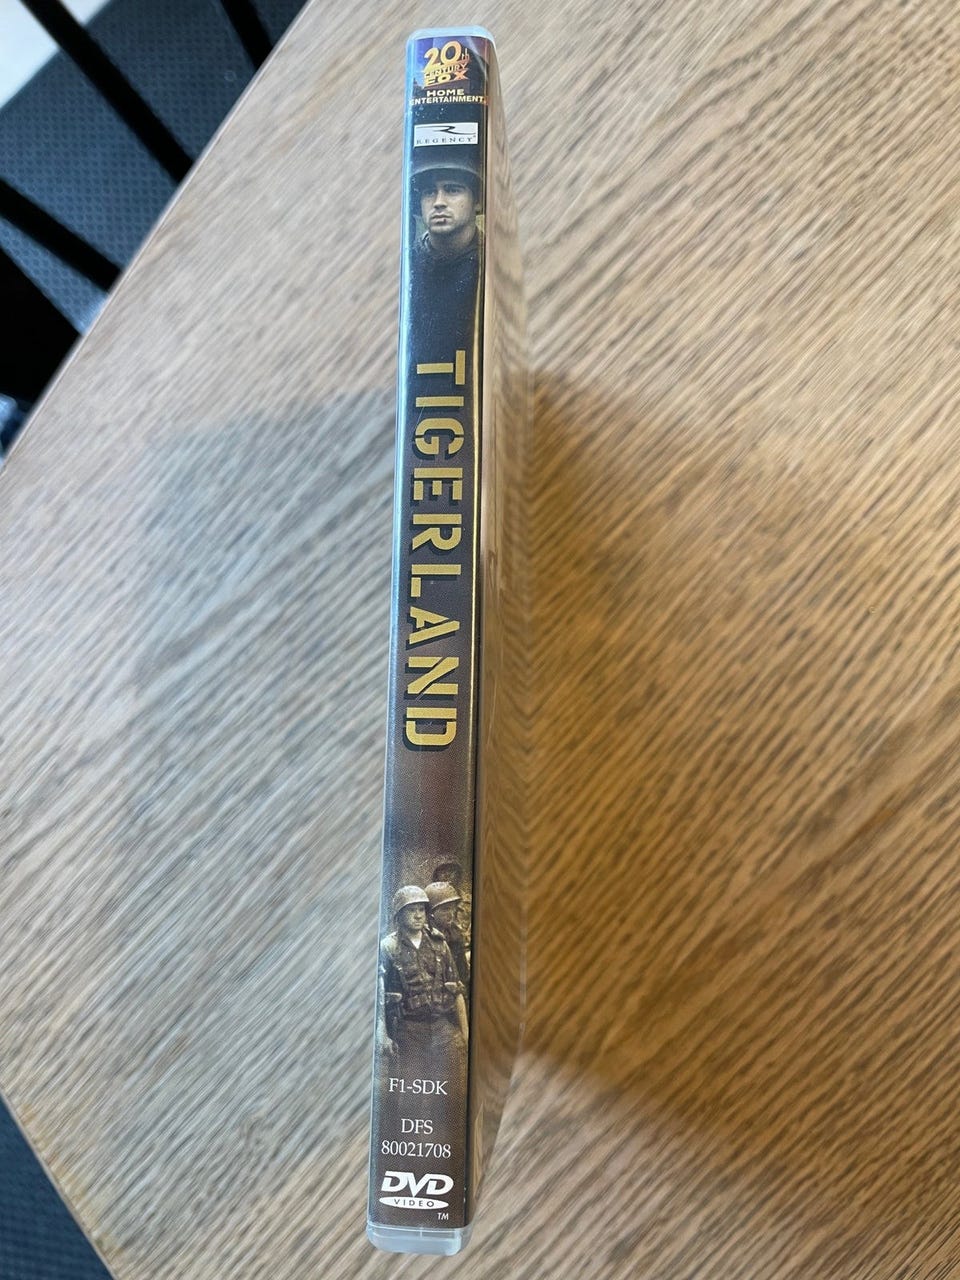 20th
CENTURY
FOX
HOME
ENTERTAINMENT
REGENCY
TIGERLAND
F1-SDK
DFS
80021708
DVD
VIDEO
TM